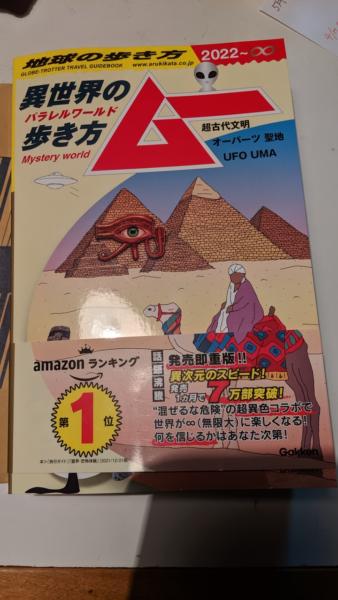 地球の歩き方 2022~∞
GLOBE-TROTTER TRAVEL GUIDEBOOK www.arukikata.co.jp
異世界の
パラレルワールド
歩き方
Mystery world
ムー
超古代文明
オーパーツ 聖地
UFO UMA
amazon ランキング
第1位
話題沸騰
発売即重版!!
異次元のスピード!
発売1カ月で7万部突破!
"混ぜるな危険"の超異色コラボで
世界が∞(無限大)に楽しくなる!
何を信じるかはあなた次第!
Gakken